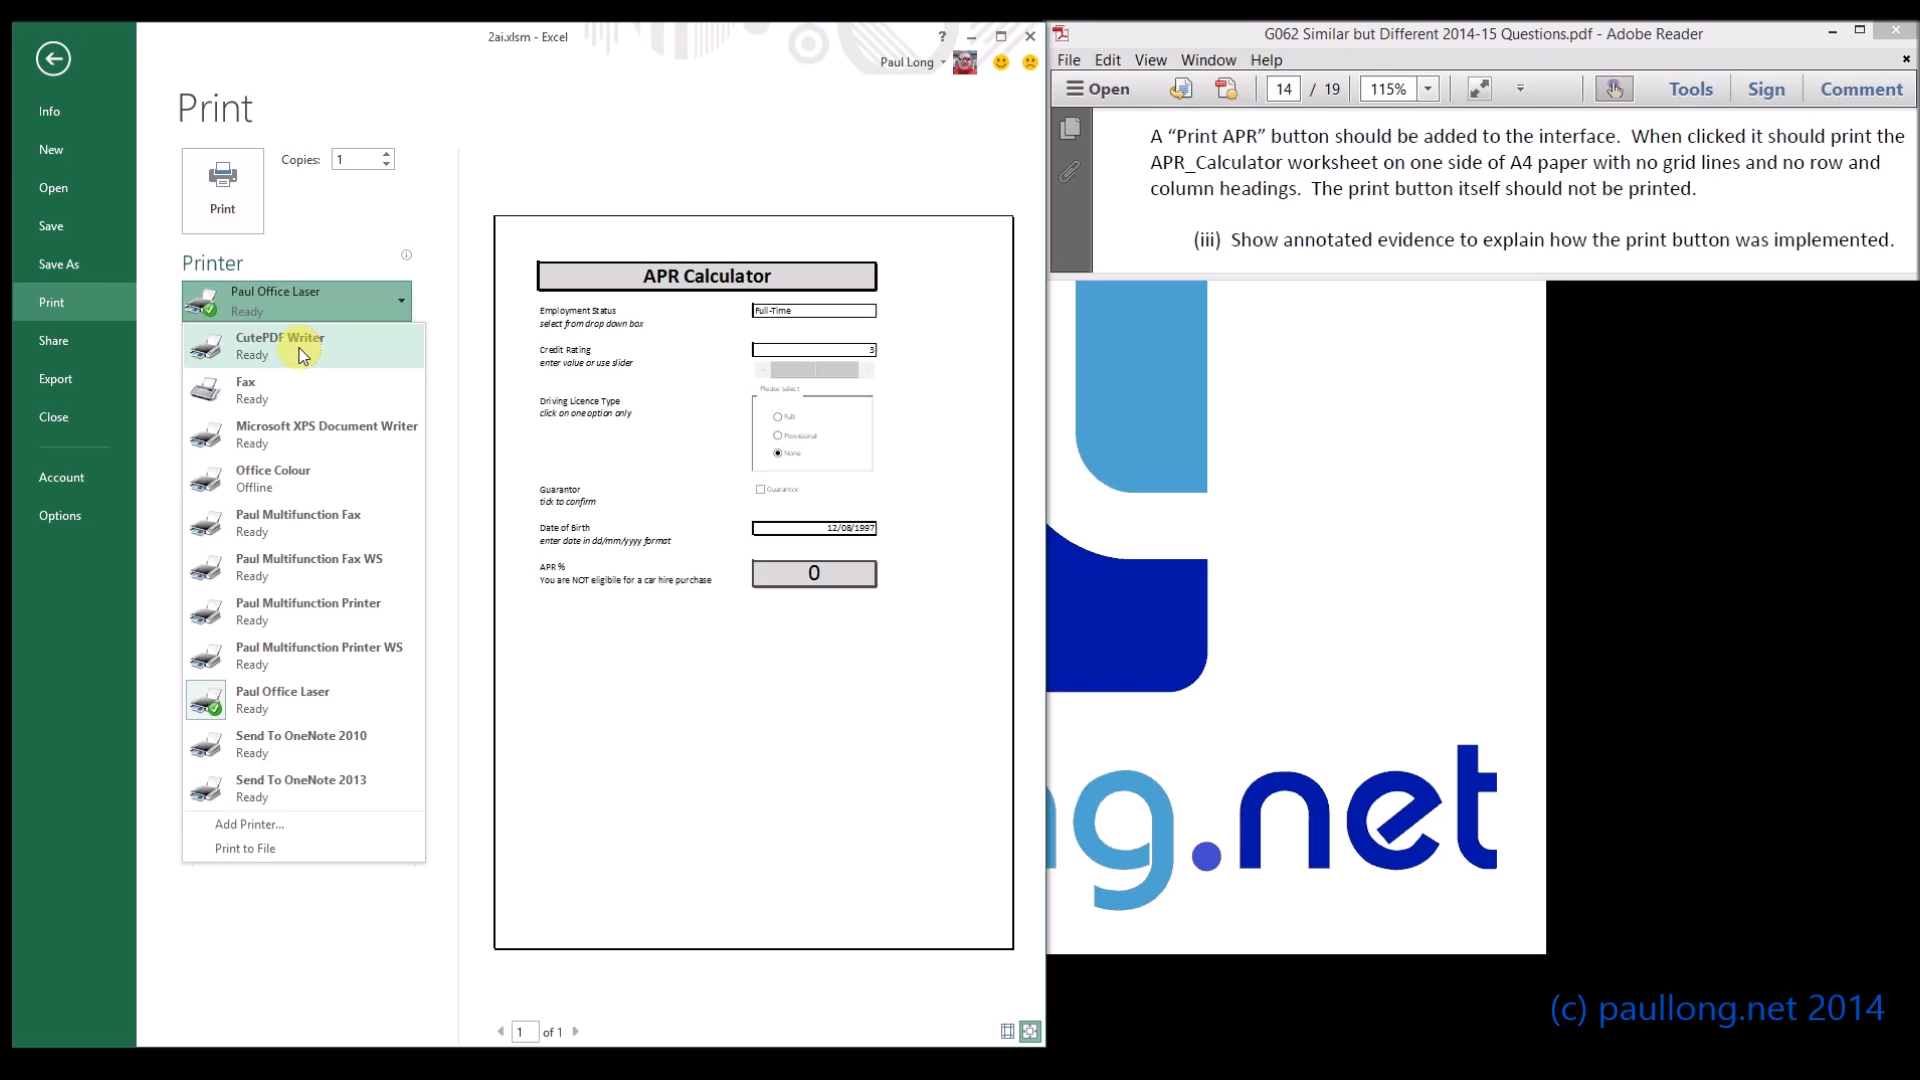 2ai.xlsm - Excel
?
Paul Long
Info
New
Open
Save
Save As
Print
Share
Export
Close
Account
Options
Print
Print
Copies: 1
Printer
Paul Office Laser
Ready
CutePDF Writer
Ready
Fax
Ready
Microsoft XPS Document Writer
Ready
Office Colour
Offline
Paul Multifunction Fax
Ready
Paul Multifunction Fax WS
Ready
Paul Multifunction Printer
Ready
Paul Multifunction Printer WS
Ready
Paul Office Laser
Ready
Send To OneNote 2010
Ready
Send To OneNote 2013
Ready
Add Printer...
Print to File
APR Calculator
Employment Status Full-Time
select from drop down box
Credit Rating 3
enter value or use slider
Please select
Driving Licence Type
click on one option only
Full
Provisional
None
Guarantor Guarantor
tick to confirm
Date of Birth 12/08/1997
enter date in dd/mm/yyyy format
APR % 0
You are NOT eligibile for a car hire purchase
1 of 1
G062 Similar but Different 2014-15 Questions.pdf - Adobe Reader
File Edit View Window Help
Open 14 / 19 115% Tools Sign Comment
A “Print APR” button should be added to the interface. When clicked it should print the
APR_Calculator worksheet on one side of A4 paper with no grid lines and no row and
column headings. The print button itself should not be printed.
(iii) Show annotated evidence to explain how the print button was implemented.
g.net
(c) paullong.net 2014